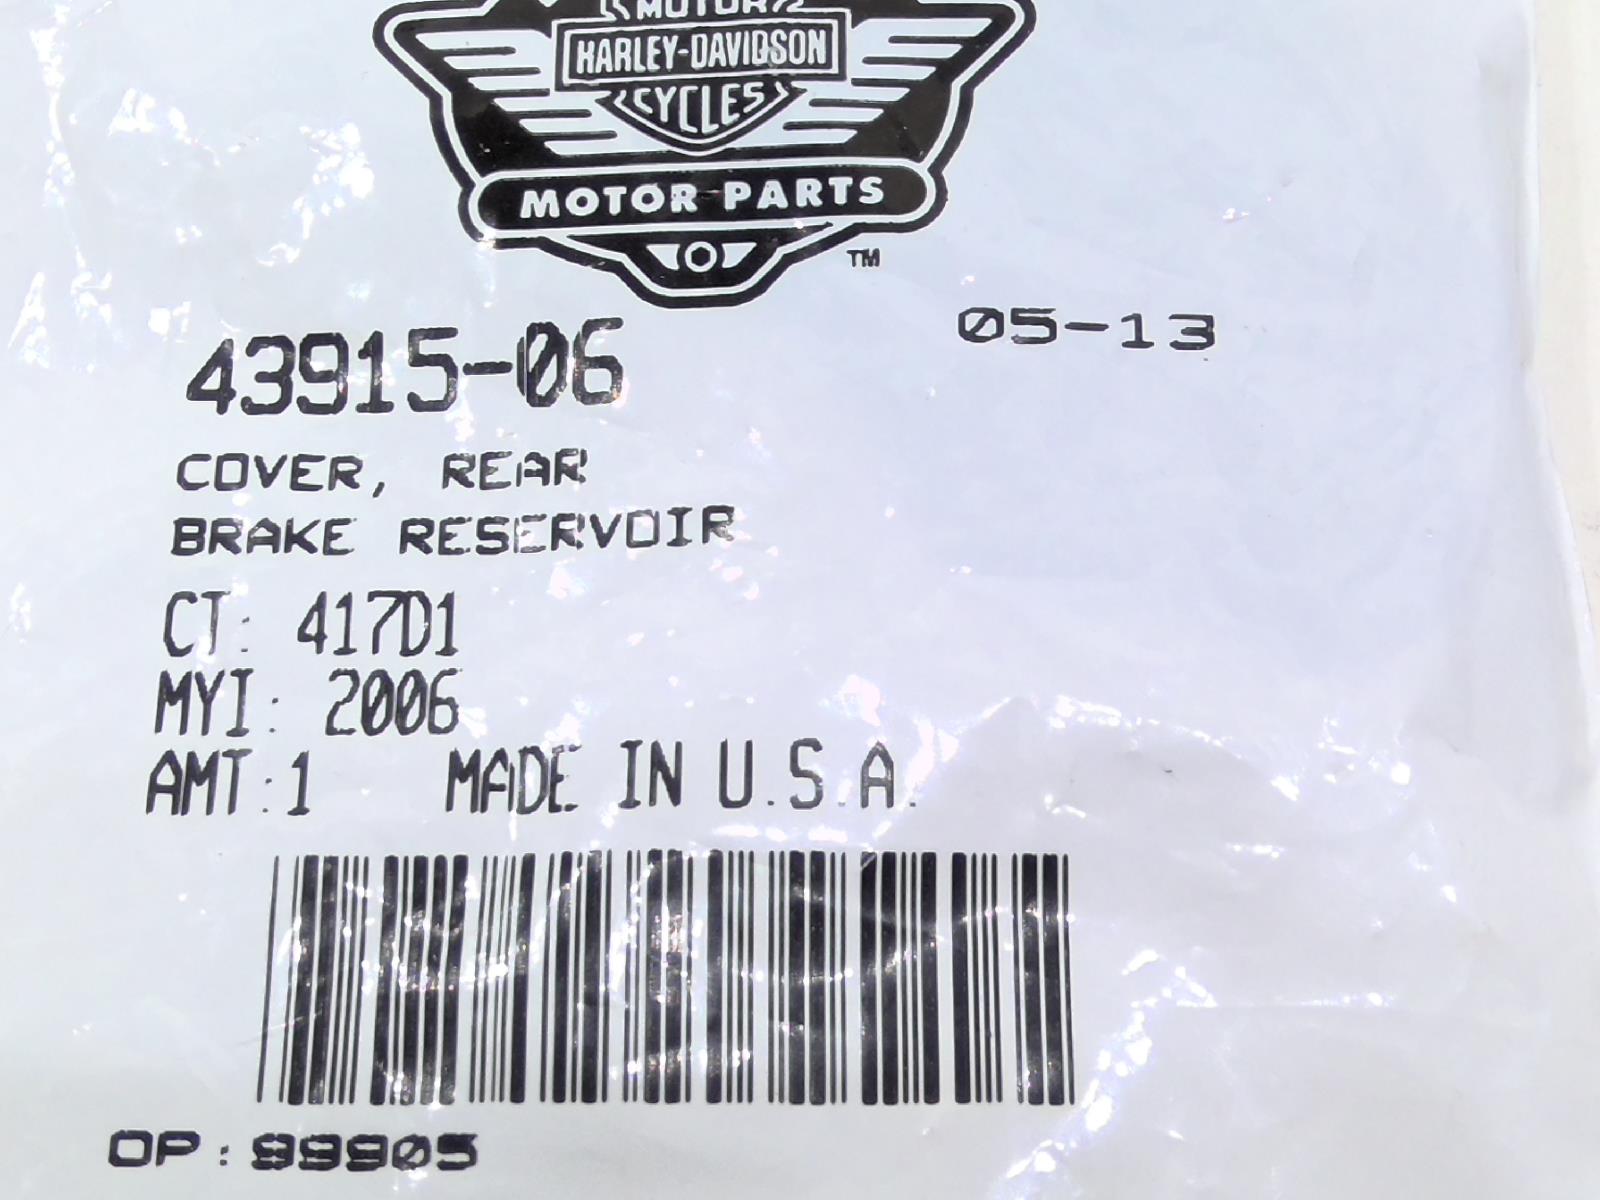 MOTOR
HARLEY-DAVIDSON
CYCLES
MOTOR PARTS
TM
05-13
43915-06
COVER, REAR
BRAKE RESERVOIR
CT: 417D1
MYI: 2006
AMT:1 MADE IN U.S.A.
OP: 99905